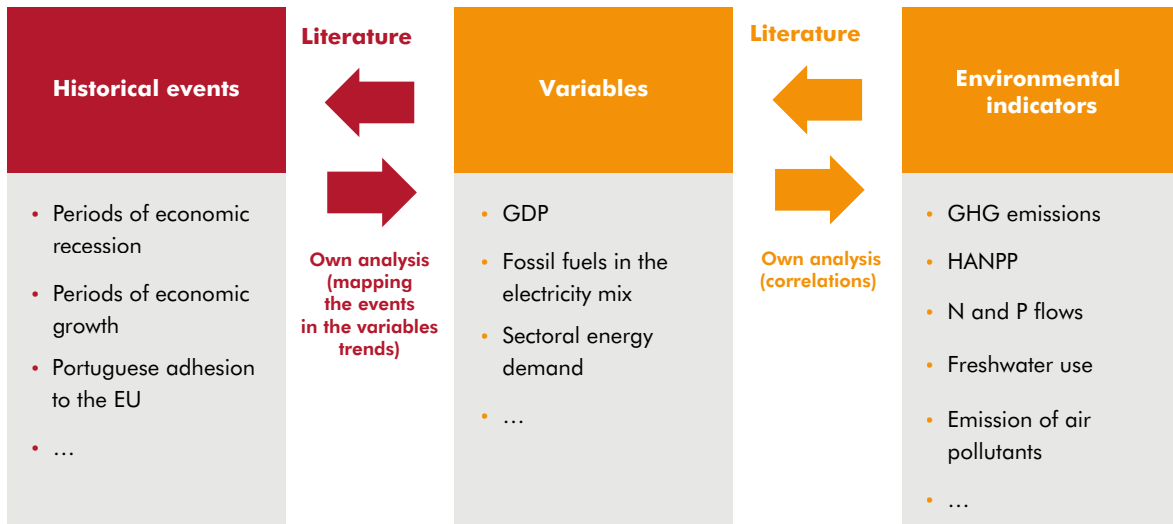 Historical events
• Periods of economic
recession
• Periods of economic
growth
• Portuguese adhesion
to the EU
• …
Literature
Own analysis
(mapping
the events
in the variables
trends)
Variables
• GDP
• Fossil fuels in the
electricity mix
• Sectoral energy
demand
• …
Literature
Own analysis
(correlations)
Environmental
indicators
• GHG emissions
• HANPP
• N and P flows
• Freshwater use
• Emission of air
pollutants
• …